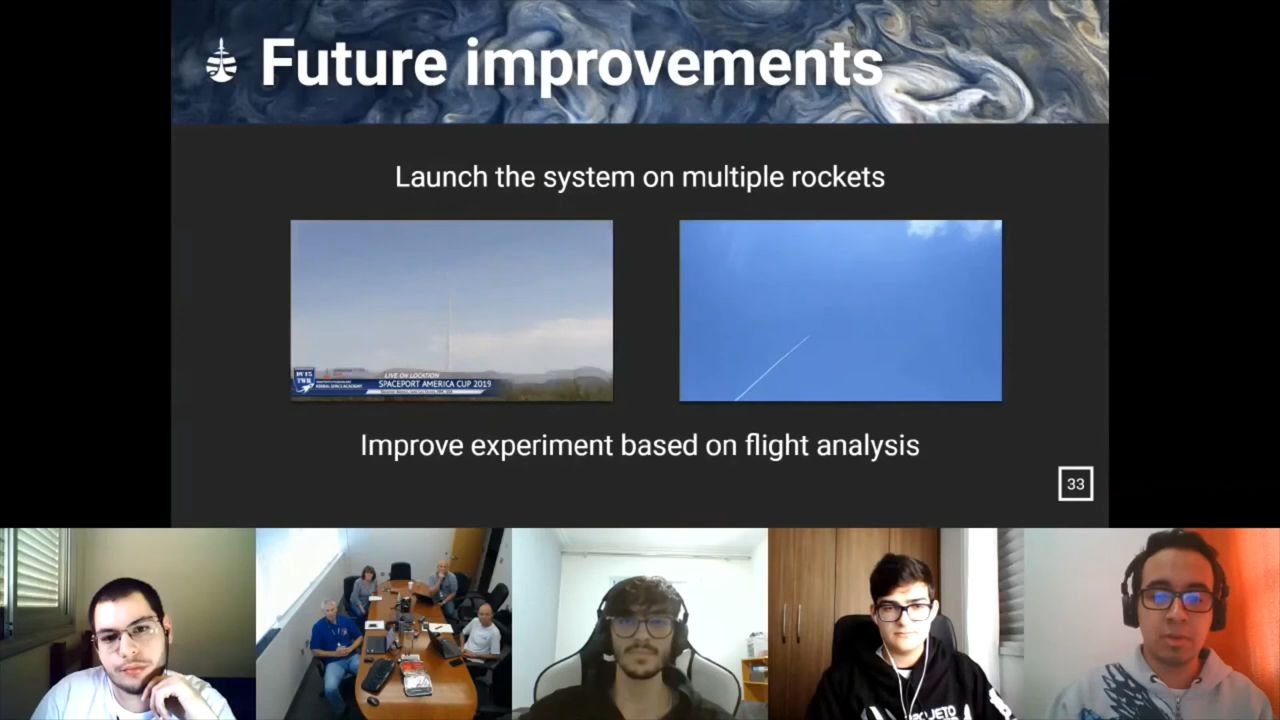 Future improvements
Launch the system on multiple rockets
LIVE ON LOCATION
SPACEPORT AMERICA CUP 2019
Improve experiment based on flight analysis
33